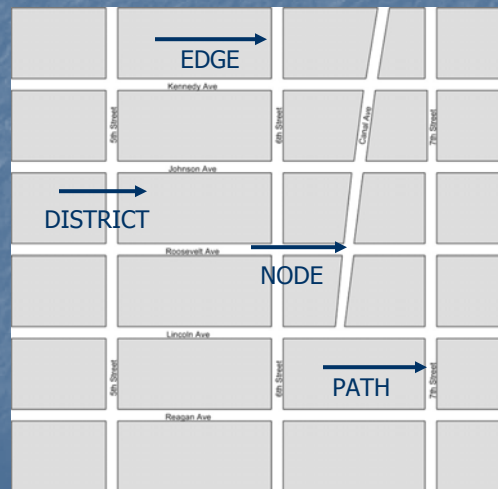 EDGE
Kennedy Ave
5th Street
6th Street
Canal Ave
7th Street
Johnson Ave
DISTRICT
Roosevelt Ave
NODE
Lincoln Ave
5th Street
6th Street
7th Street
PATH
Reagan Ave